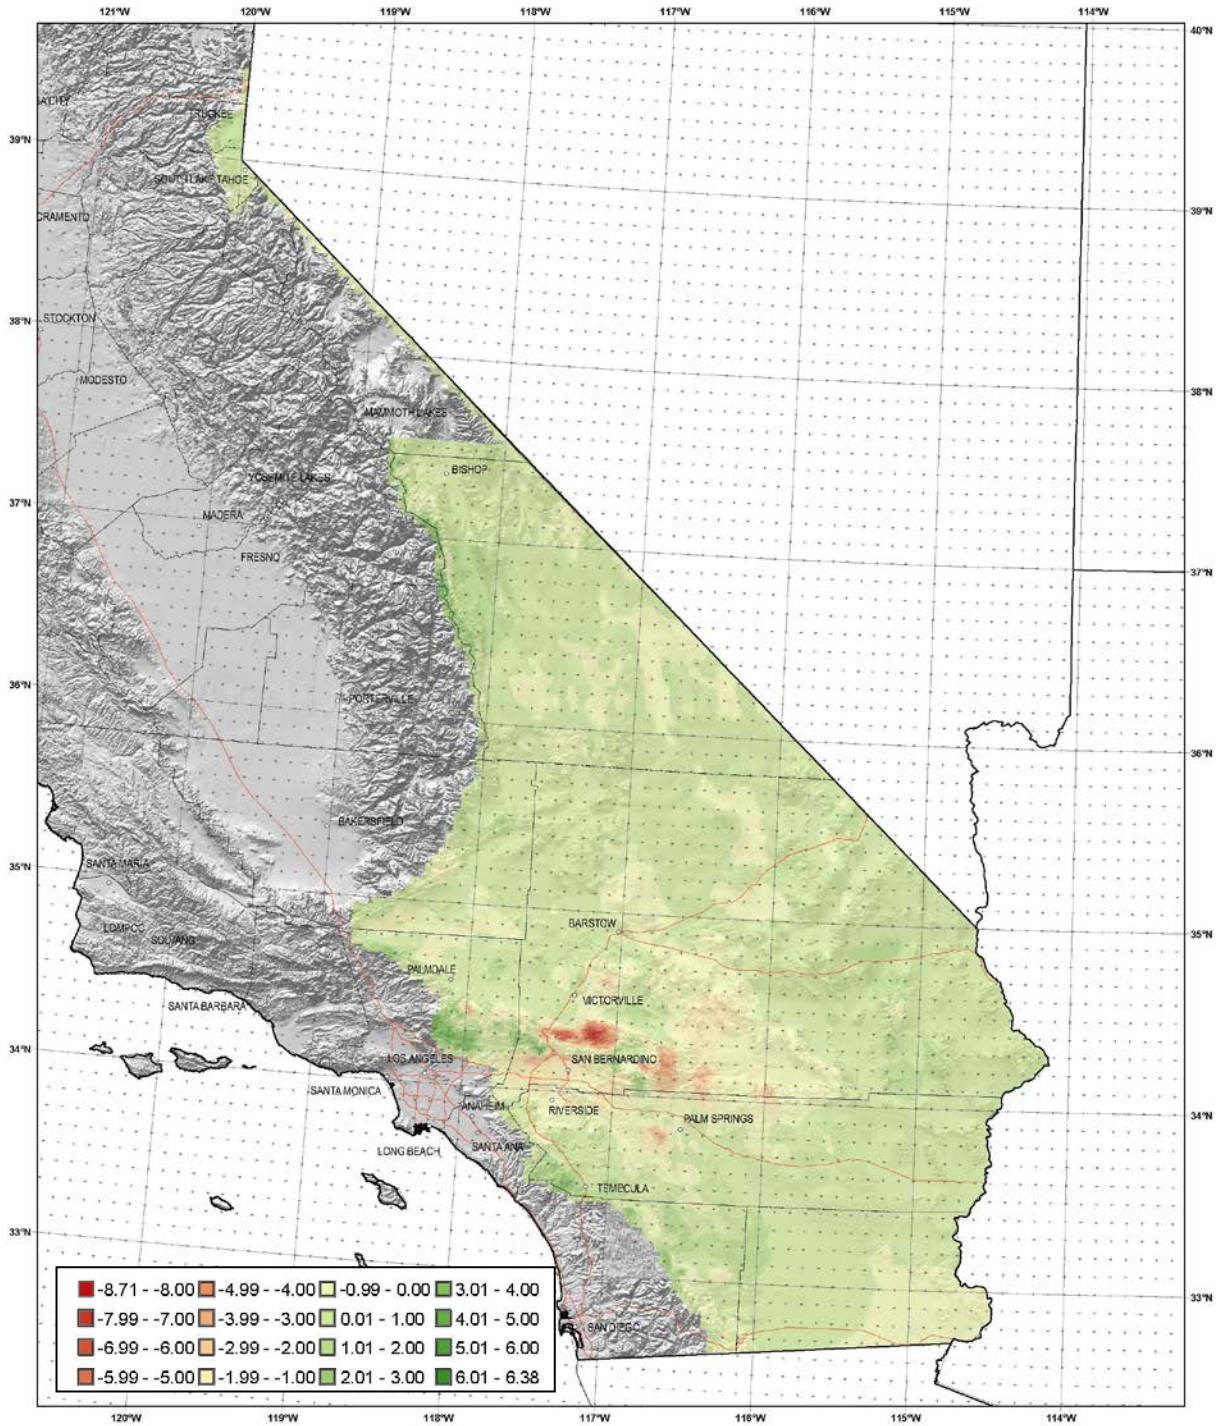 121°W 120°W 119°W 118°W 117°W 116°W 115°W 114°W
40°N
TRUCKEE
39°N
SOUTH LAKE TAHOE
CRAMENTO
39°N
38°N
STOCKTON
MODESTO
38°N
MAMMOTH LAKES
BISHOP
YOSEMITE LAKES
37°N
MADERA
FRESNO
37°N
36°N
PORTERVILLE
36°N
BAKERSFIELD
35°N
SANTA MARIA
BARSTOW
LOMPOC
SOLVANG
35°N
PALMDALE
VICTORVILLE
SANTA BARBARA
34°N
LOS ANGELES
SAN BERNARDINO
SANTA MONICA
ANAHEIM
RIVERSIDE
PALM SPRINGS
34°N
LONG BEACH
SANTA ANA
TEMECULA
33°N
-8.71 - -8.00 -4.99 - -4.00 -0.99 - 0.00 3.01 - 4.00
-7.99 - -7.00 -3.99 - -3.00 0.01 - 1.00 4.01 - 5.00
-6.99 - -6.00 -2.99 - -2.00 1.01 - 2.00 5.01 - 6.00
-5.99 - -5.00 -1.99 - -1.00 2.01 - 3.00 6.01 - 6.38
33°N
SAN DIEGO
120°W 119°W 118°W 117°W 116°W 115°W 114°W